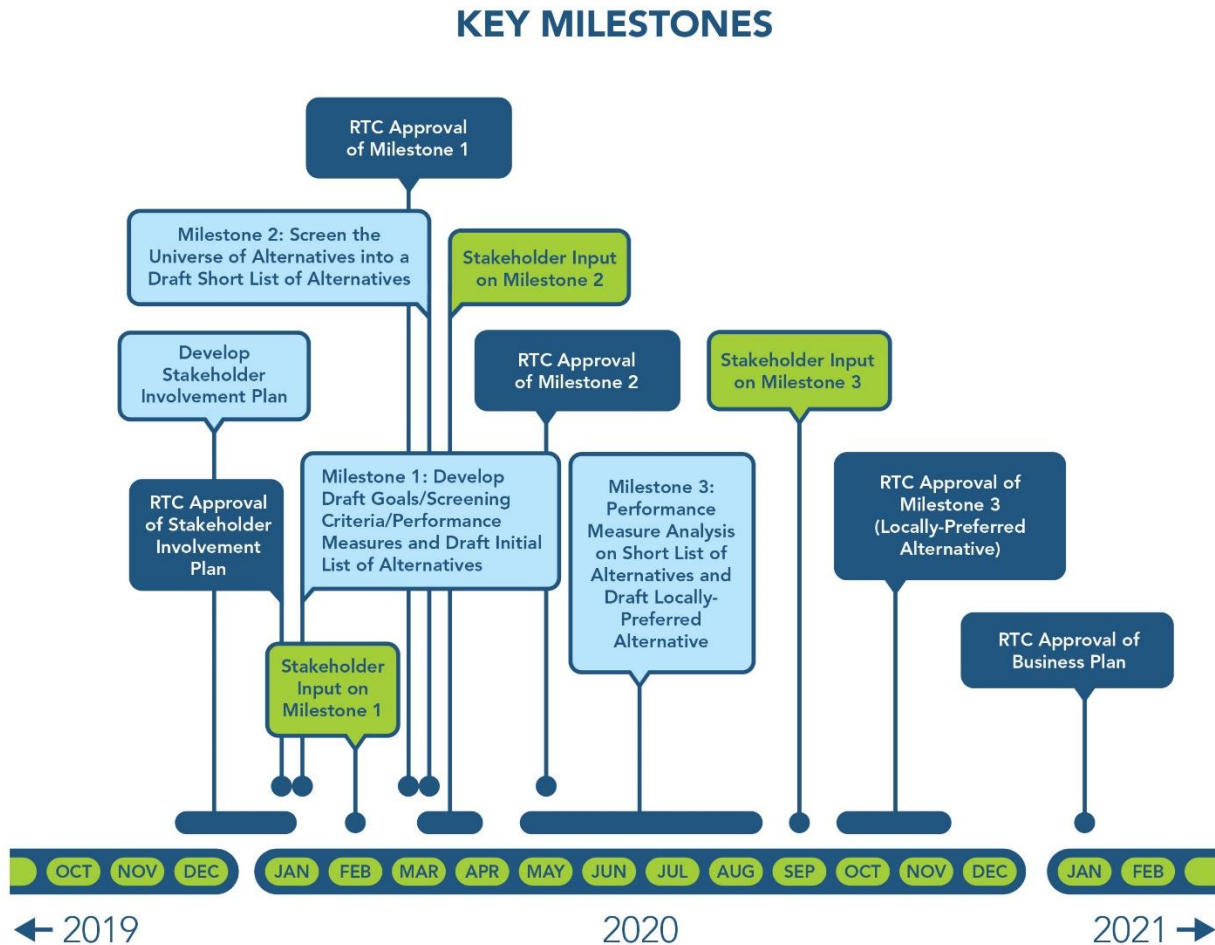 KEY MILESTONES
RTC Approval
of Milestone 1
Milestone 2: Screen the
Universe of Alternatives into a
Draft Short List of Alternatives
Stakeholder Input
on Milestone 2
Develop
Stakeholder
Involvement Plan
RTC Approval
of Milestone 2
Stakeholder Input
on Milestone 3
RTC Approval
of Stakeholder
Involvement
Plan
Milestone 1: Develop
Draft Goals/Screening
Criteria/Performance
Measures and Draft Initial
List of Alternatives
Milestone 3:
Performance
Measure Analysis
on Short List of
Alternatives and
Draft Locally-
Preferred
Alternative
RTC Approval of
Milestone 3
(Locally-Preferred
Alternative)
Stakeholder
Input on
Milestone 1
RTC Approval of
Business Plan
OCT NOV DEC JAN FEB MAR APR MAY JUN JUL AUG SEP OCT NOV DEC JAN FEB
2019 2020 2021